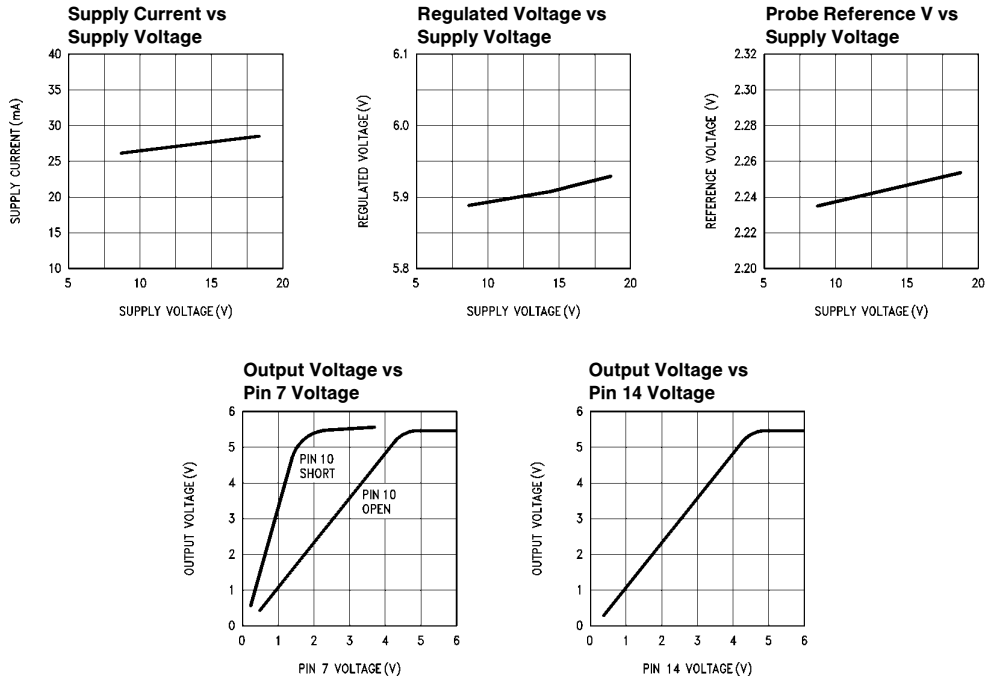 Supply Current vs
Supply Voltage
40
35
30
25
20
15
10
5
10
15
20
SUPPLY CURRENT (mA)
SUPPLY VOLTAGE (V)
Regulated Voltage vs
Supply Voltage
6.1
6.0
5.9
5.8
5
10
15
20
REGULATED VOLTAGE (V)
SUPPLY VOLTAGE (V)
Probe Reference V vs
Supply Voltage
2.32
2.30
2.28
2.26
2.24
2.22
2.20
5
10
15
20
REFERENCE VOLTAGE (V)
SUPPLY VOLTAGE (V)
Output Voltage vs
Pin 7 Voltage
6
5
4
3
2
1
0
0
1
2
3
4
5
6
OUTPUT VOLTAGE (V)
PIN 10
SHORT
PIN 10
OPEN
PIN 7 VOLTAGE (V)
Output Voltage vs
Pin 14 Voltage
6
5
4
3
2
1
0
0
1
2
3
4
5
6
OUTPUT VOLTAGE (V)
PIN 14 VOLTAGE (V)